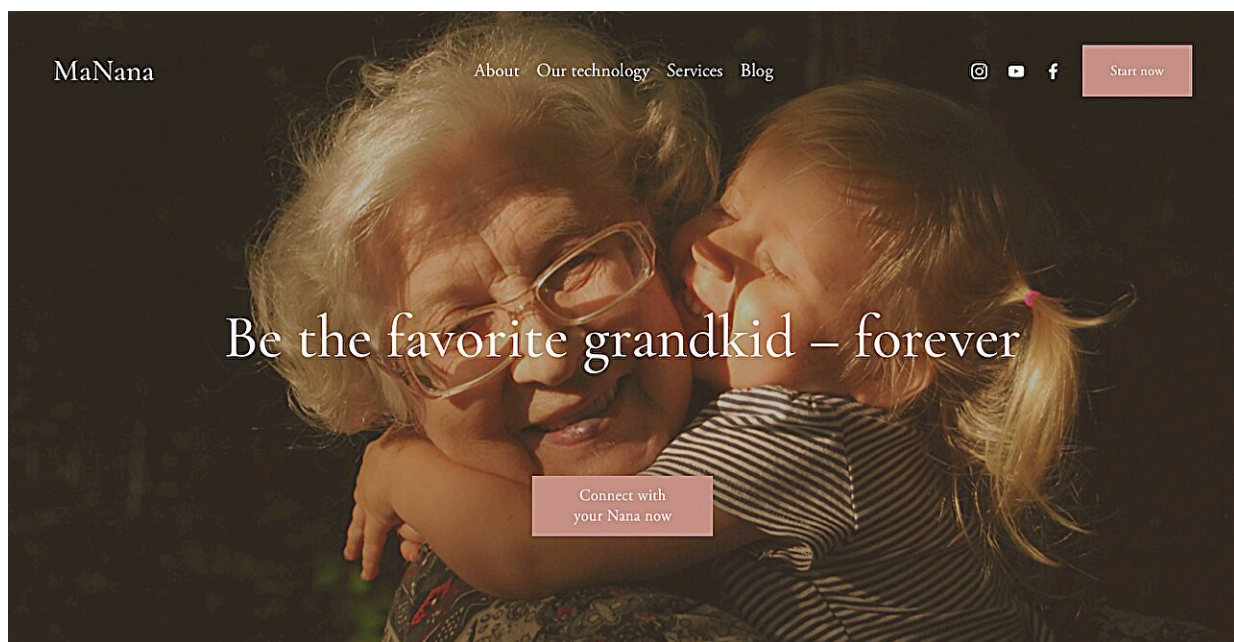 MaNana
About Our technology Services Blog
Start now
Be the favorite grandkid – forever
Connect with
your Nana now